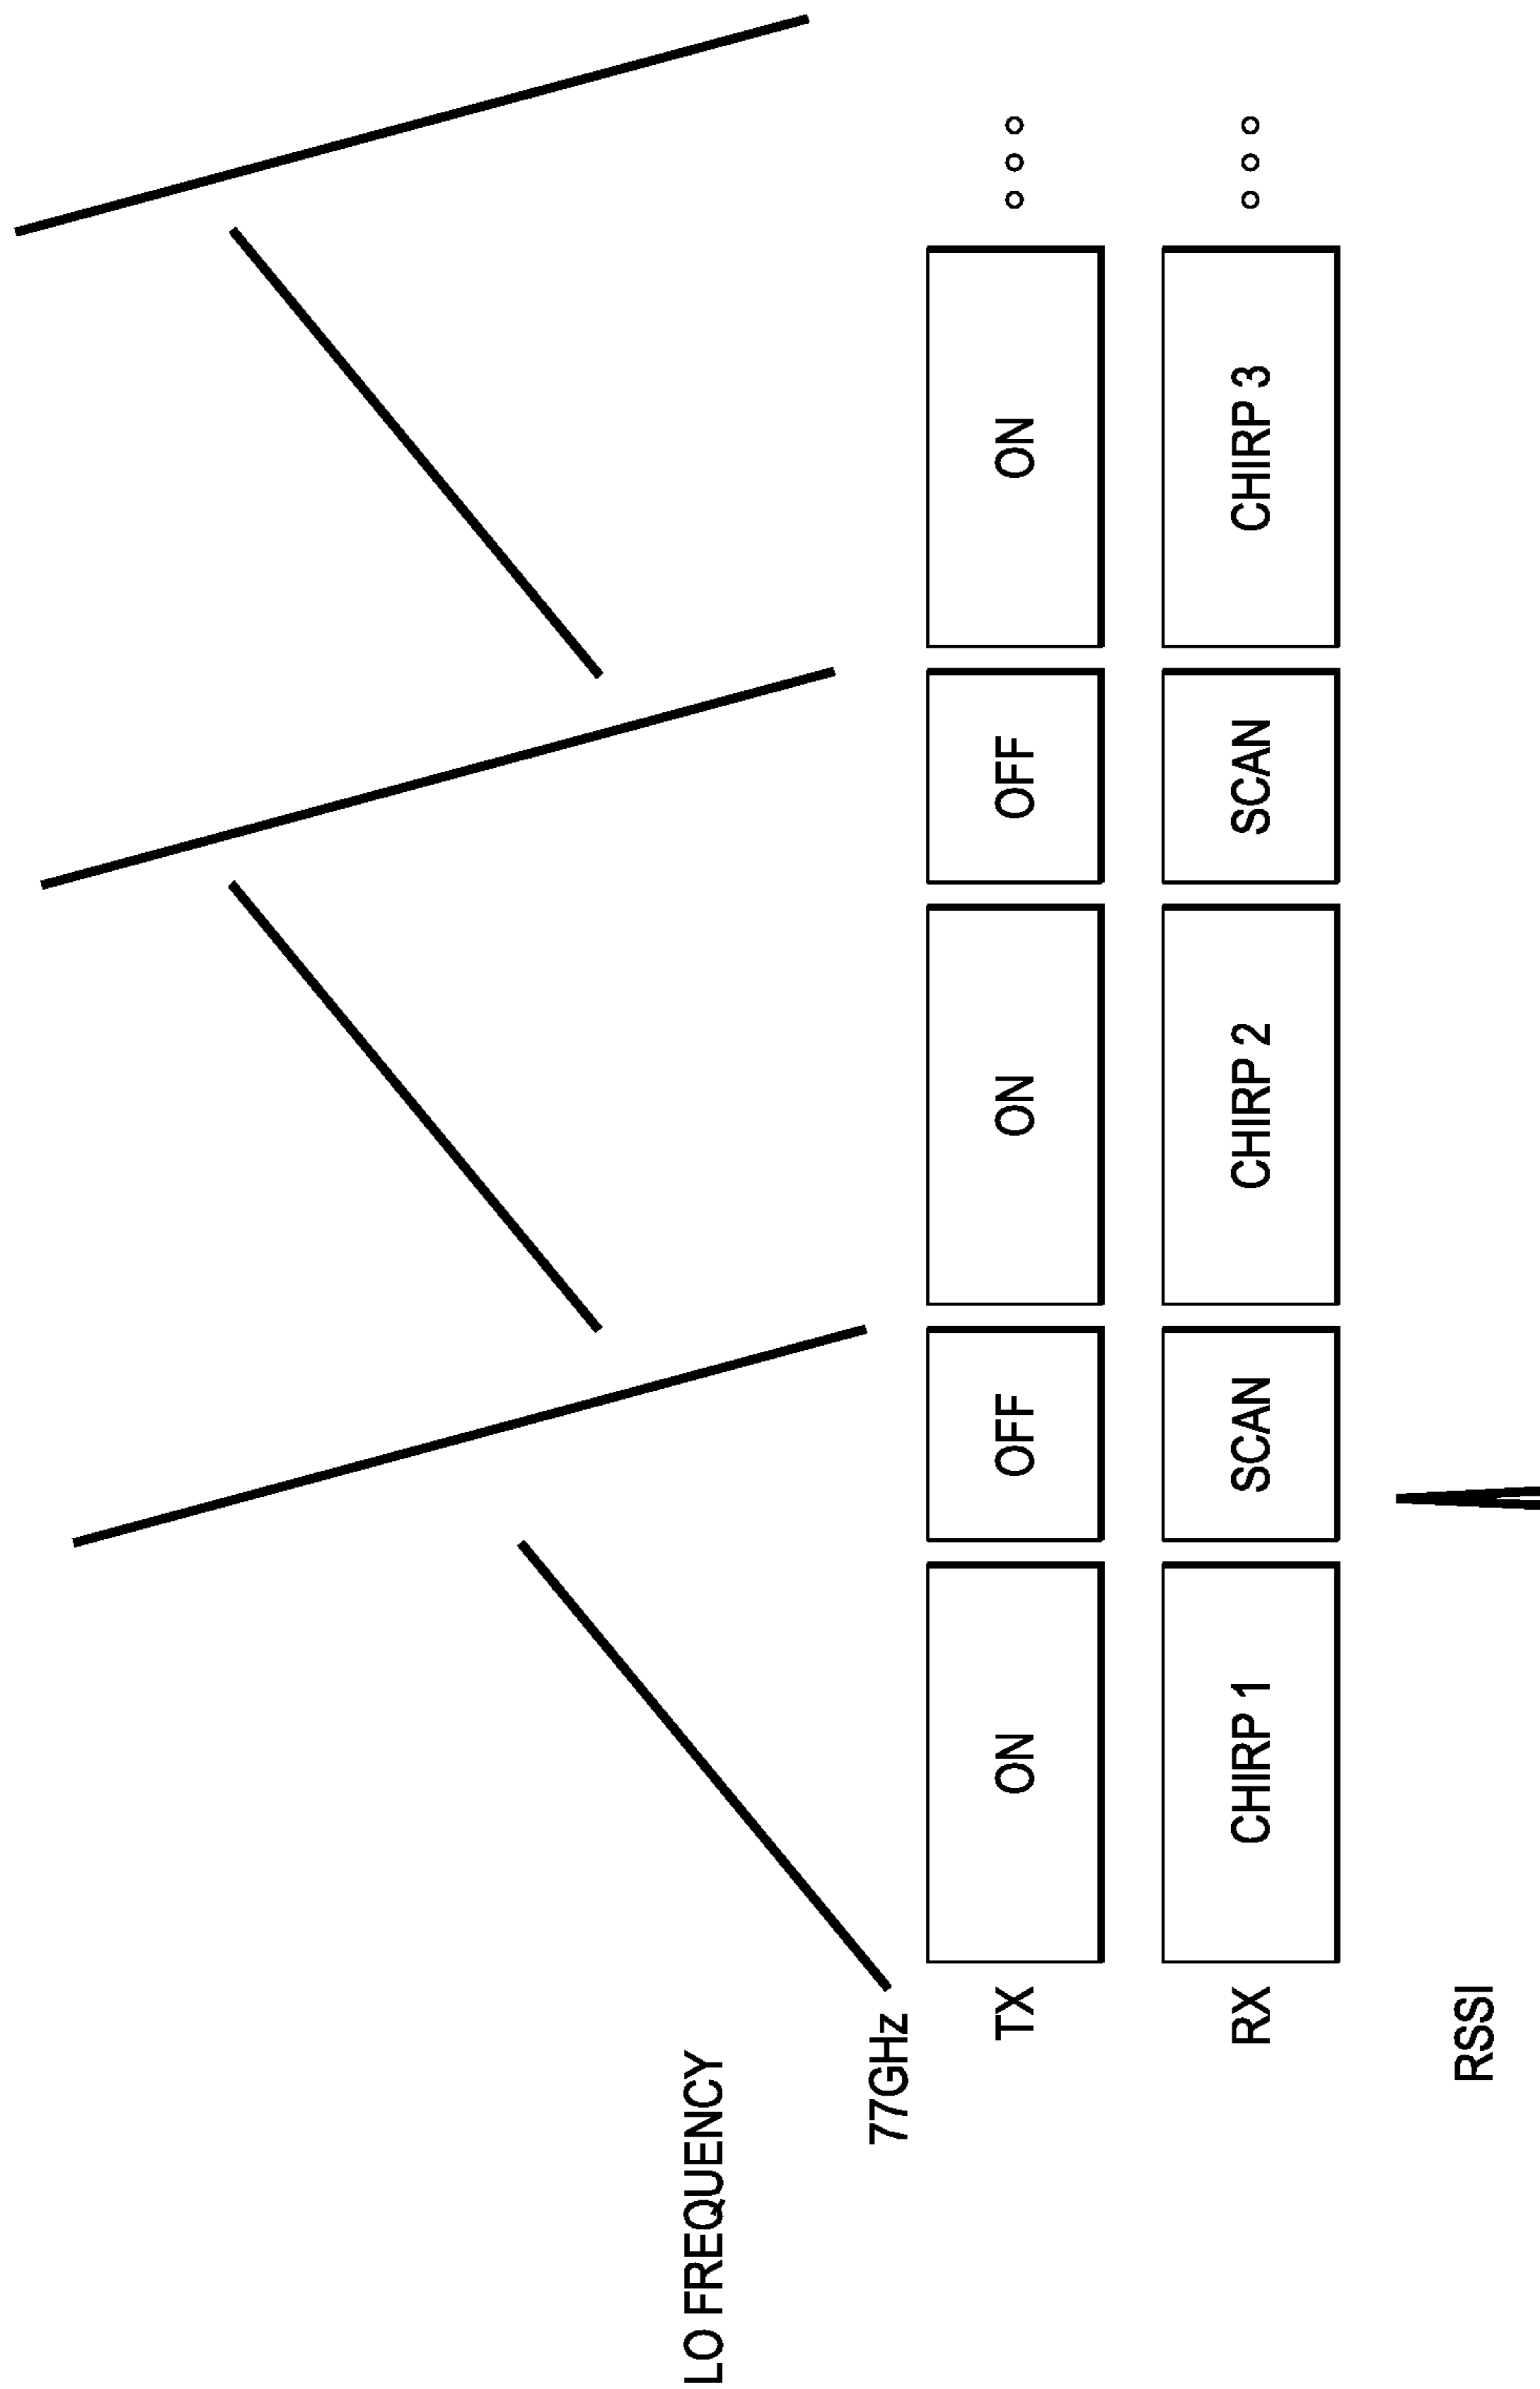 LO FREQUENCY
77GHz
TX ON OFF ON OFF ON
RX CHIRP 1 SCAN CHIRP 2 SCAN CHIRP 3
RSSI